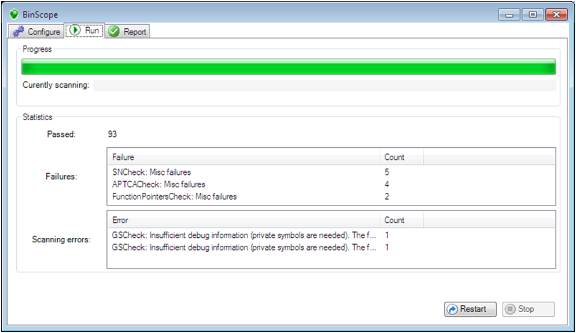 BinScope
Configure Run Report
Progress
Curently scanning:
Statistics
Passed: 93
Failure Count
Failures:
SNCheck: Misc failures 5
APTCACheck: Misc failures 4
FunctionPointersCheck: Misc failures 2
Error Count
Scanning errors:
GSCheck: Insufficient debug information (private symbols are needed). The f... 1
GSCheck: Insufficient debug information (private symbols are needed). The f... 1
Restart Stop